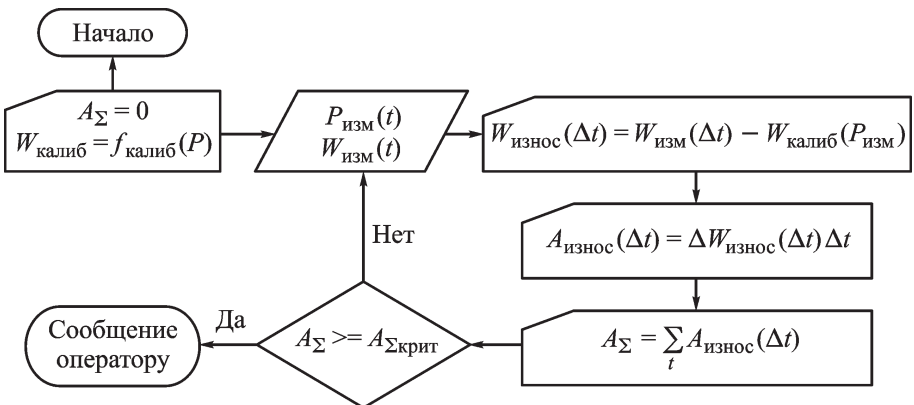 Начало
A_Σ = 0
W_калиб = f_калиб(P)
P_изм(t)
W_изм(t)
W_износ(Δt) = W_изм(Δt) − W_калиб(P_изм)
A_износ(Δt) = ΔW_износ(Δt)Δt
A_Σ = ∑_t A_износ(Δt)
A_Σ >= A_Σкрит
Нет
Да
Сообщение
оператору